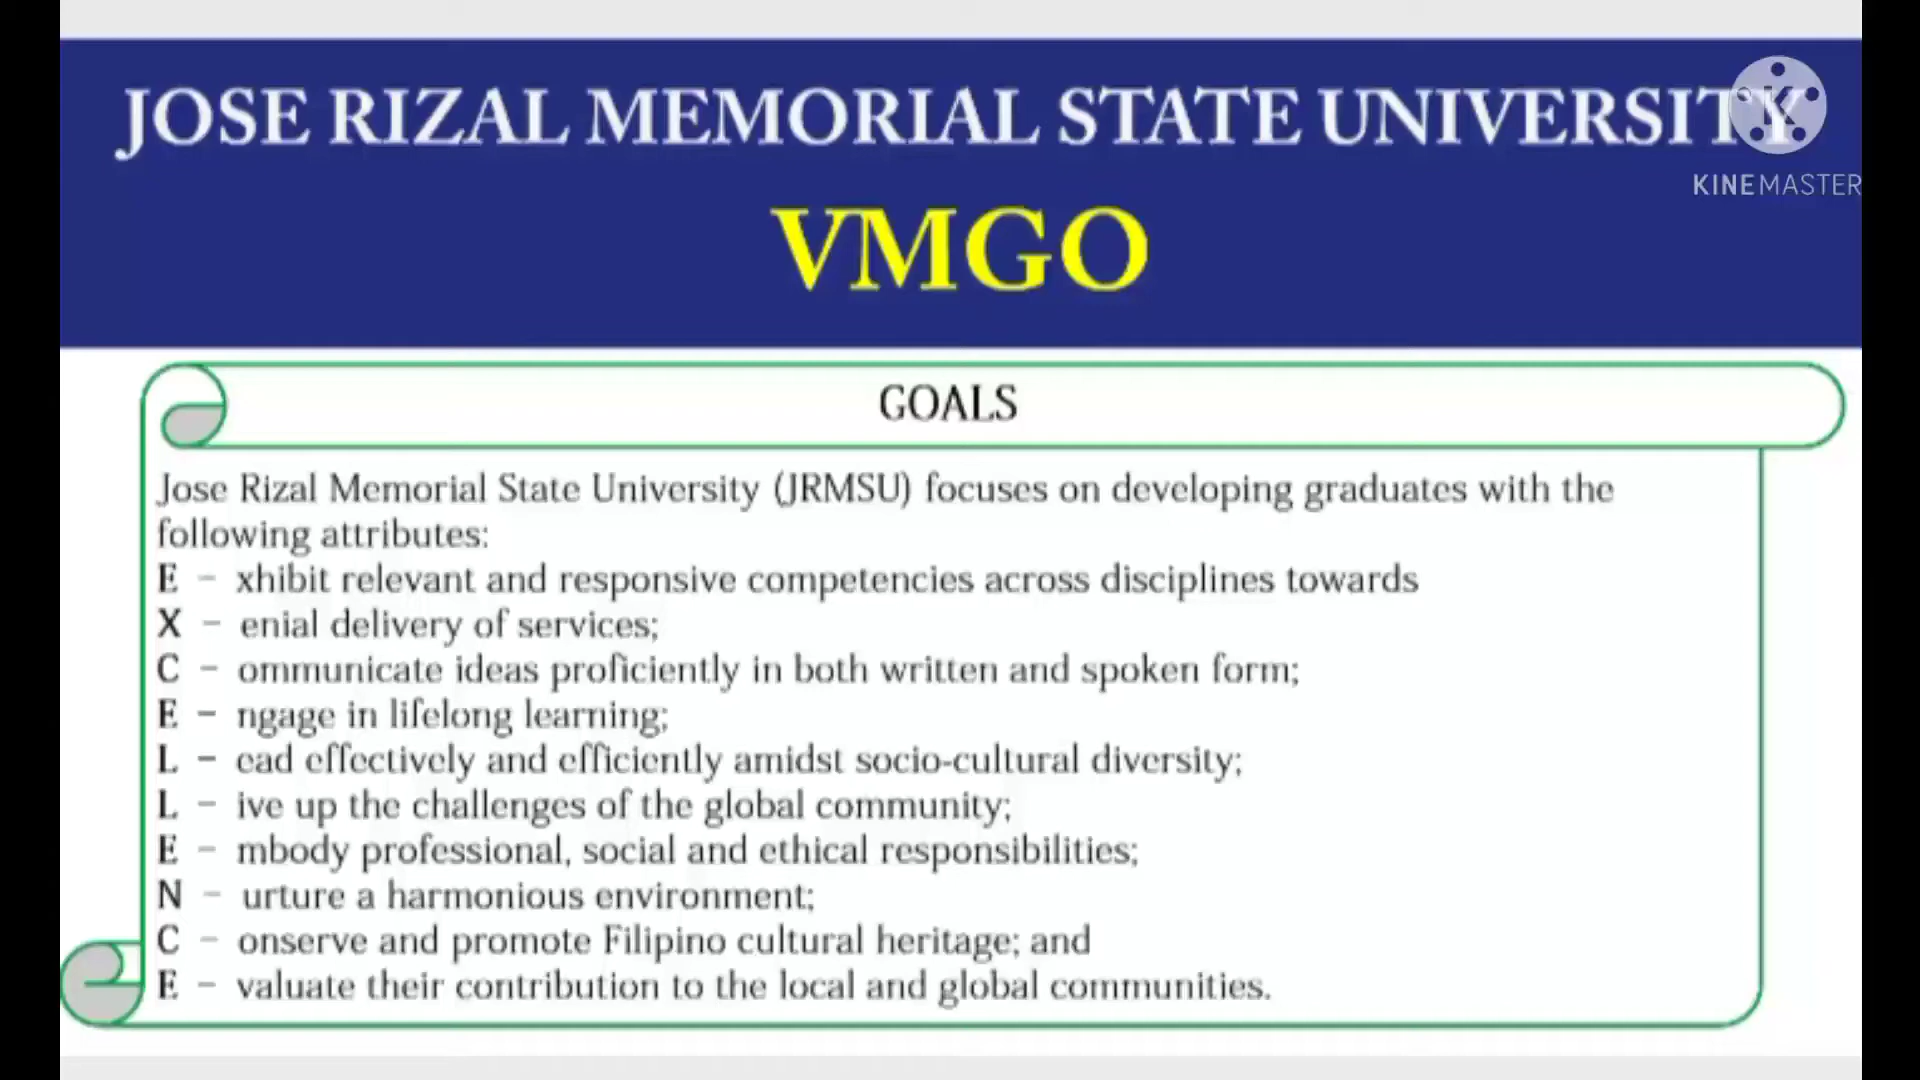 JOSE RIZAL MEMORIAL STATE UNIVERSITY
K
KINEMASTER
VMGO
GOALS
Jose Rizal Memorial State University (JRMSU) focuses on developing graduates with the
following attributes:
E – xhibit relevant and responsive competencies across disciplines towards
X – enial delivery of services;
C – ommunicate ideas proficiently in both written and spoken form;
E – ngage in lifelong learning;
L – ead effectively and efficiently amidst socio-cultural diversity;
L – ive up the challenges of the global community;
E – mbody professional, social and ethical responsibilities;
N – urture a harmonious environment;
C – onserve and promote Filipino cultural heritage; and
E – valuate their contribution to the local and global communities.